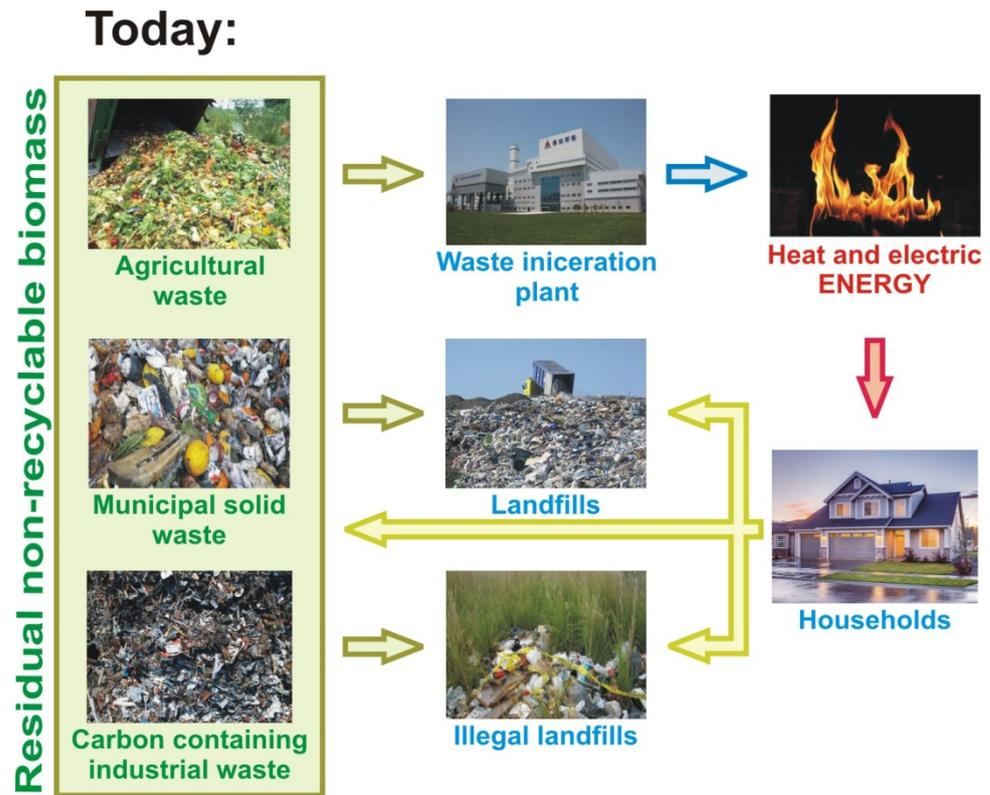 Today:
Residual non-recyclable biomass
Agricultural
waste
Waste iniceration
plant
Heat and electric
ENERGY
Municipal solid
waste
Landfills
Households
Carbon containing
industrial waste
Illegal landfills